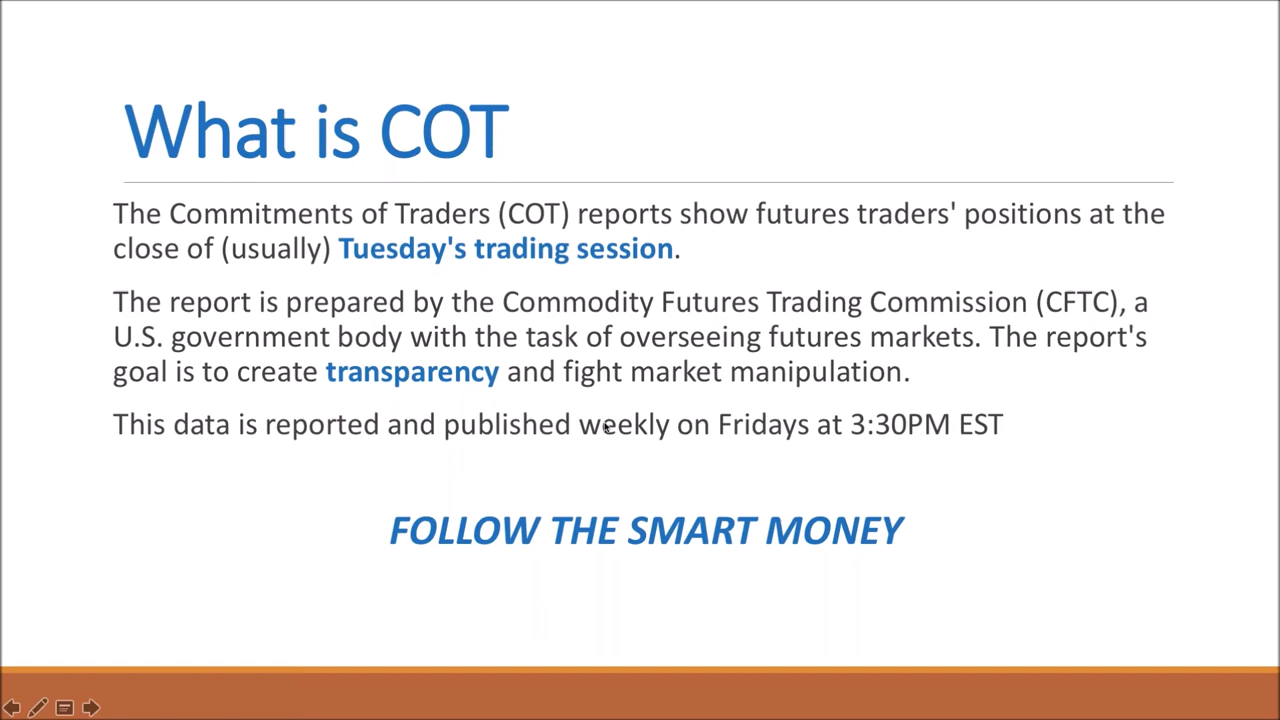 What is COT
The Commitments of Traders (COT) reports show futures traders' positions at the
close of (usually) Tuesday's trading session.
The report is prepared by the Commodity Futures Trading Commission (CFTC), a
U.S. government body with the task of overseeing futures markets. The report's
goal is to create transparency and fight market manipulation.
This data is reported and published weekly on Fridays at 3:30PM EST
FOLLOW THE SMART MONEY